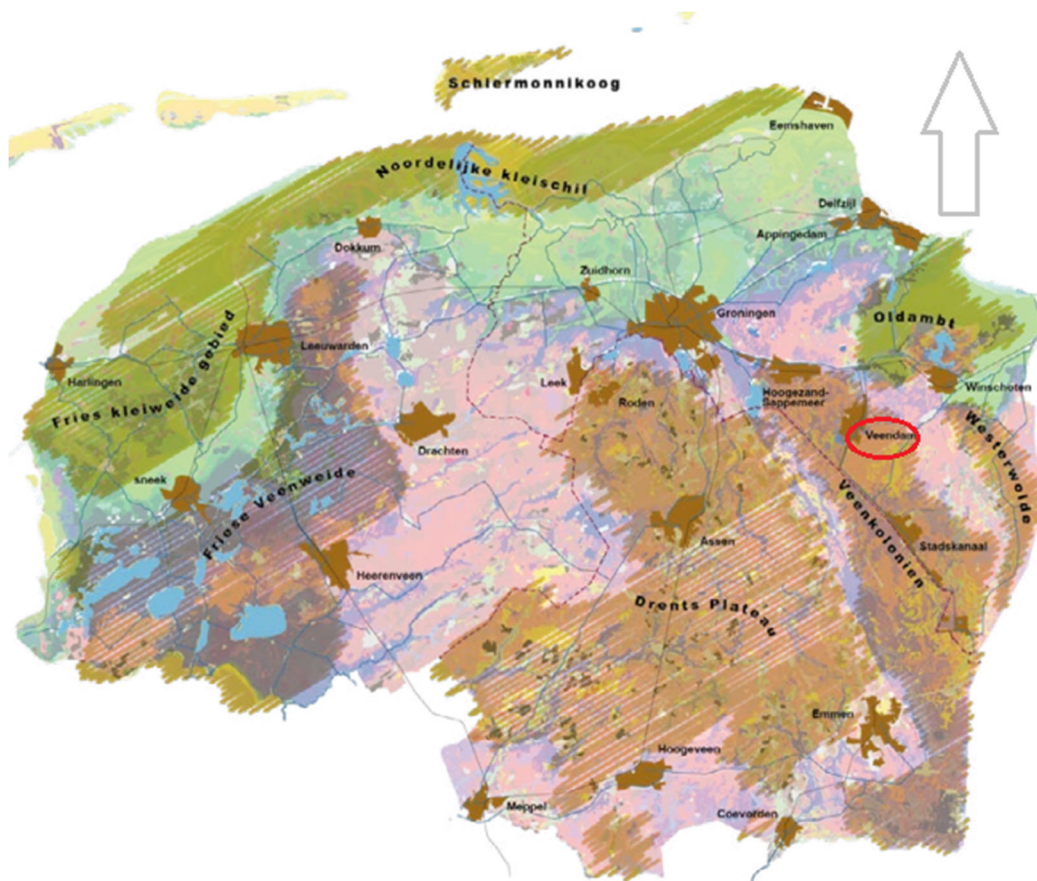 Schiermonnikoog
Eemshaven
Noordelijke kleischil
Delfzijl
Appingedam
Dokkum
Zuidhorn
Groningen
Oldambt
Leeuwarden
Harlingen
Fries kleiweide gebied
Leek
Roden
Hoogezand-
Sappemeer
Winschoten
Veendam
Westerwolde
Drachten
sneek
Friese Veenweide
Veenkolonien
Assen
Stadskanaal
Heerenveen
Drents Plateau
Emmen
Hoogeveen
Meppel
Coevorden